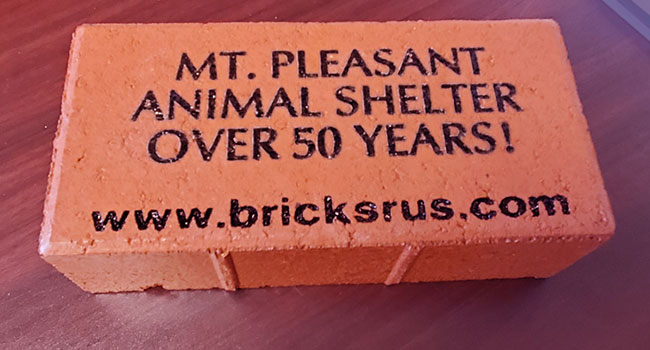 MT. PLEASANT
ANIMAL SHELTER
OVER 50 YEARS!
www.bricksrus.com